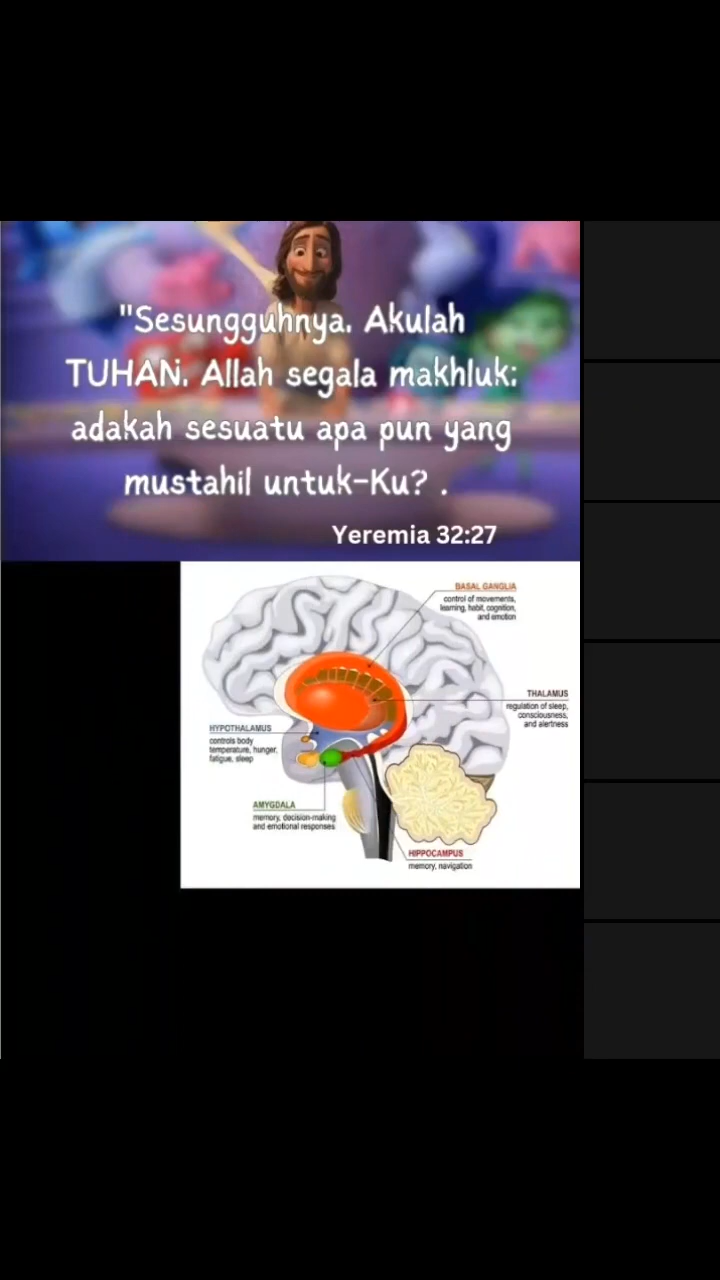 "Sesungguhnya. Akulah
TUHAN. Allah segala makhluk:
adakah sesuatu apa pun yang
mustahil untuk-Ku? .
Yeremia 32:27
BASAL GANGLIA
control of movements,
learning, habit, cognition,
and emotion
THALAMUS
regulation of sleep,
consciousness,
and alertness
HYPOTHALAMUS
controls body
temperature, hunger,
fatigue, sleep
AMYGDALA
memory, decision-making
and emotional responses
HIPPOCAMPUS
memory, navigation